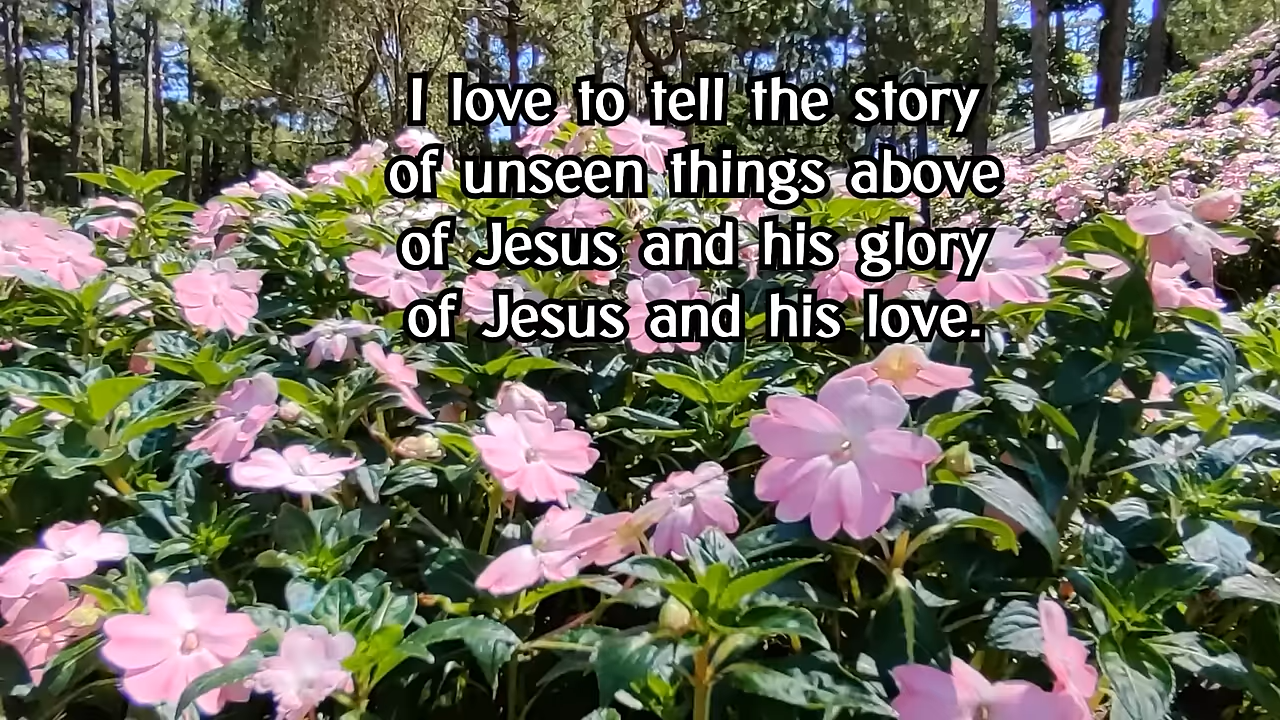 I love to tell the story
of unseen things above
of Jesus and his glory
of Jesus and his love.